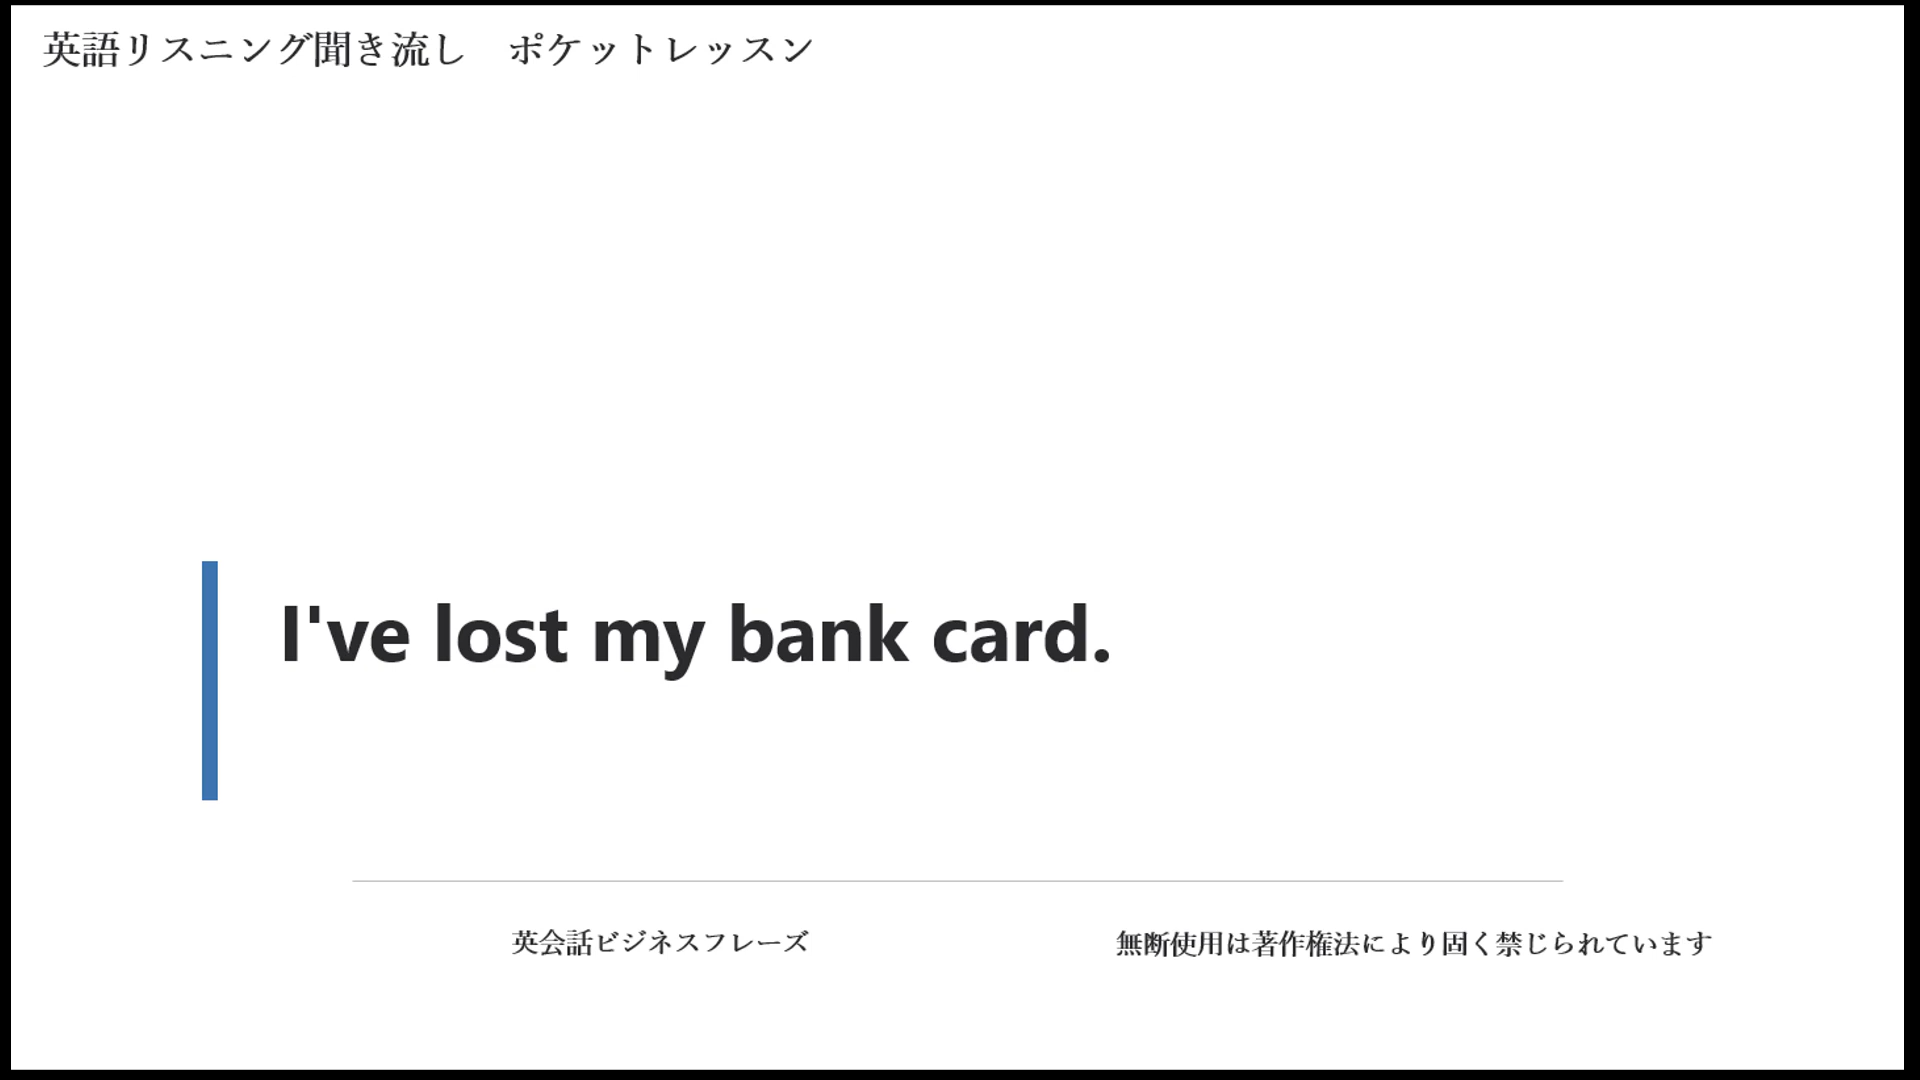 英語リスニング聞き流し　ポケットレッスン
I've lost my bank card.
英会話ビジネスフレーズ
無断使用は著作権法により固く禁じられています